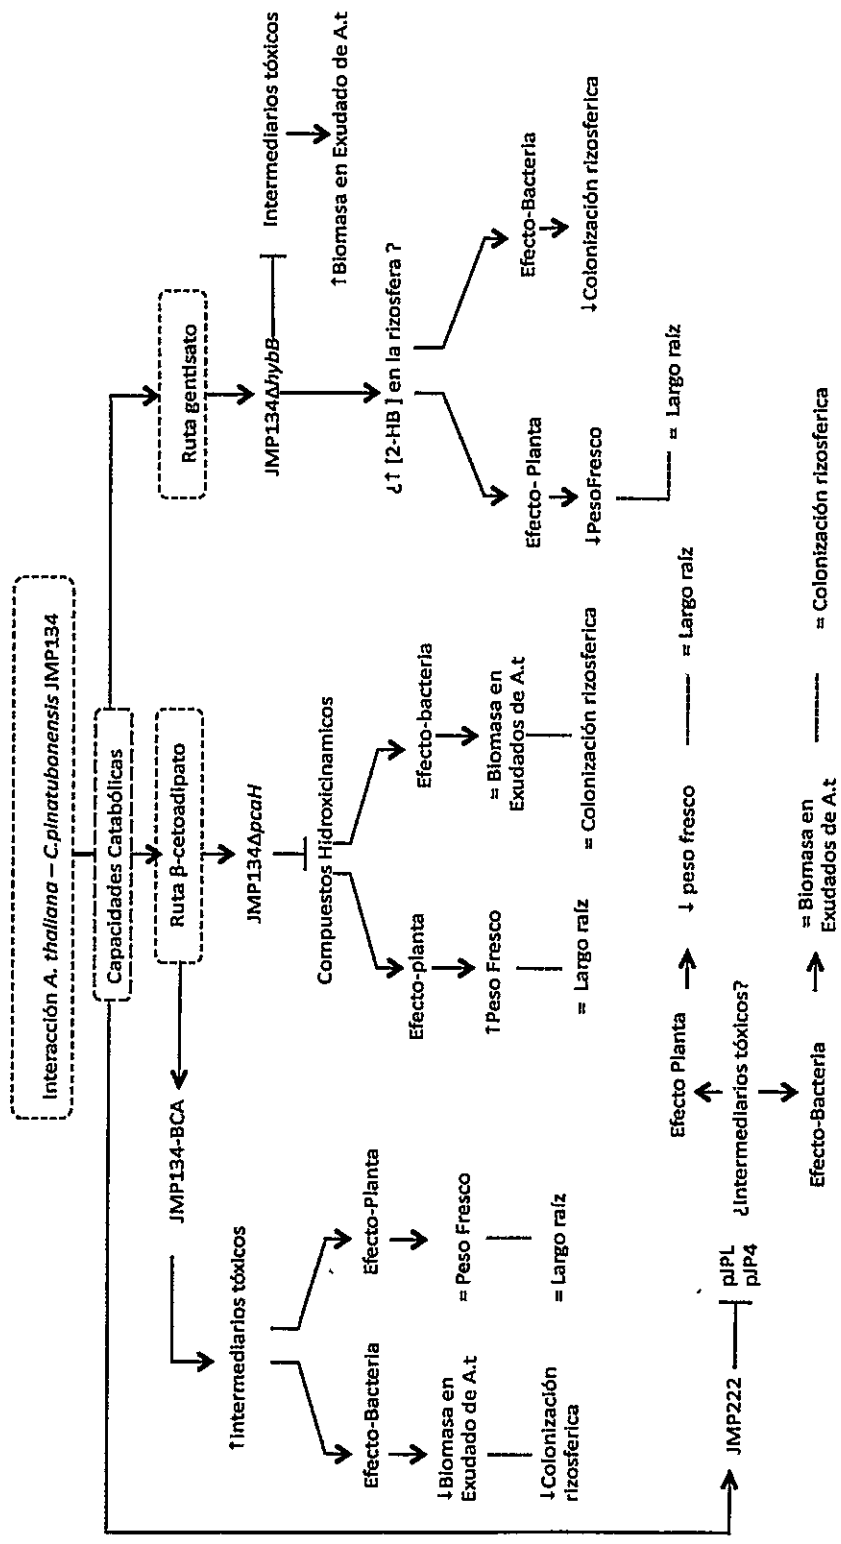 Interacción A. thaliana – C.pinatubonensis JMP134
Capacidades Catabólicas
Ruta β-cetoadipato
Ruta gentisato
JMP134-BCA
↑Intermediarios tóxicos
Efecto-Bacteria
↓Biomasa en
Exudado de A.t
↓Colonización
rizosferica
Efecto-Planta
= Peso Fresco
= Largo raíz
JMP134ΔpcaH
Compuestos Hidroxicinamicos
Efecto-planta
↑Peso Fresco
= Largo raíz
Efecto-bacteria
= Biomasa en
Exudados de A.t
= Colonización rizosferica
JMP134ΔhybB
Intermediarios tóxicos
↑Biomasa en Exudado de A.t
¿↑ [2-HB ] en la rizosfera ?
Efecto- Planta
↓PesoFresco
= Largo raíz
Efecto-Bacteria
↓Colonización rizosferica
JMP222
pJPL
pJP4
¿Intermediarios tóxicos?
Efecto Planta
↓ peso fresco
= Largo raíz
Efecto-Bacteria
= Biomasa en
Exudados de A.t
= Colonización rizosferica